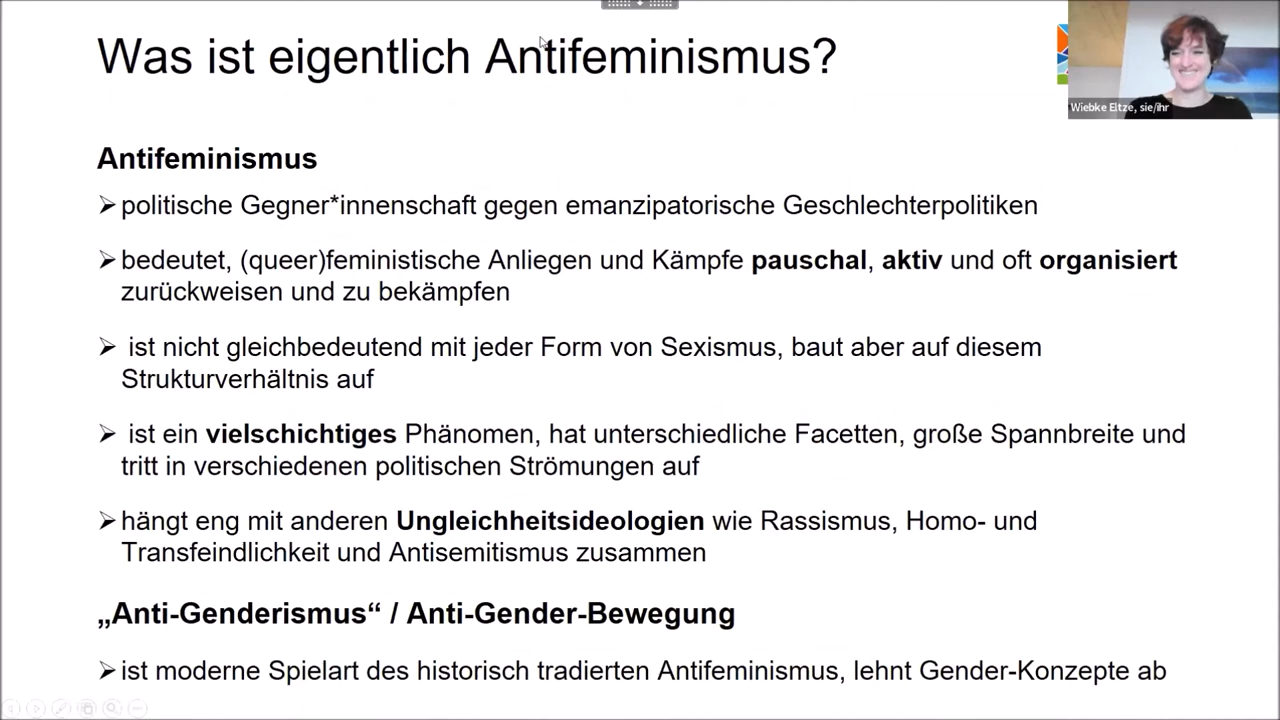 Was ist eigentlich Antifeminismus?
Wiebke Eltze, sie/ihr
Antifeminismus
politische Gegner*innenschaft gegen emanzipatorische Geschlechterpolitiken
bedeutet, (queer)feministische Anliegen und Kämpfe pauschal, aktiv und oft organisiert
zurückweisen und zu bekämpfen
ist nicht gleichbedeutend mit jeder Form von Sexismus, baut aber auf diesem
Strukturverhältnis auf
ist ein vielschichtiges Phänomen, hat unterschiedliche Facetten, große Spannbreite und
tritt in verschiedenen politischen Strömungen auf
hängt eng mit anderen Ungleichheitsideologien wie Rassismus, Homo- und
Transfeindlichkeit und Antisemitismus zusammen
„Anti-Genderismus“ / Anti-Gender-Bewegung
ist moderne Spielart des historisch tradierten Antifeminismus, lehnt Gender-Konzepte ab